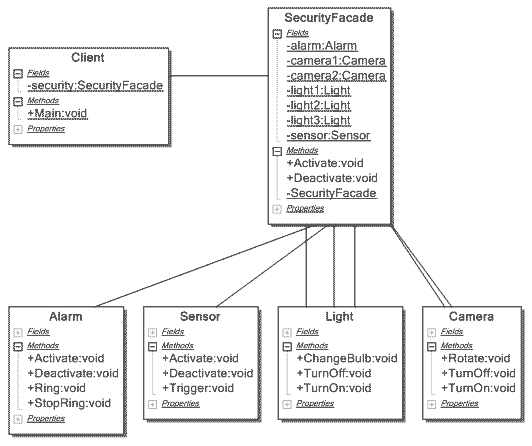 SecurityFacade
Fields
-alarm:Alarm
-camera1:Camera
-camera2:Camera
-light1:Light
-light2:Light
-light3:Light
-sensor:Sensor
Methods
+Activate:void
+Deactivate:void
-SecurityFacade
Properties
Client
Fields
-security:SecurityFacade
Methods
+Main:void
Properties
Alarm
Fields
Methods
+Activate:void
+Deactivate:void
+Ring:void
+StopRing:void
Properties
Sensor
Fields
Methods
+Activate:void
+Deactivate:void
+Trigger:void
Properties
Light
Fields
Methods
+ChangeBulb:void
+TurnOff:void
+TurnOn:void
Properties
Camera
Fields
Methods
+Rotate:void
+TurnOff:void
+TurnOn:void
Properties